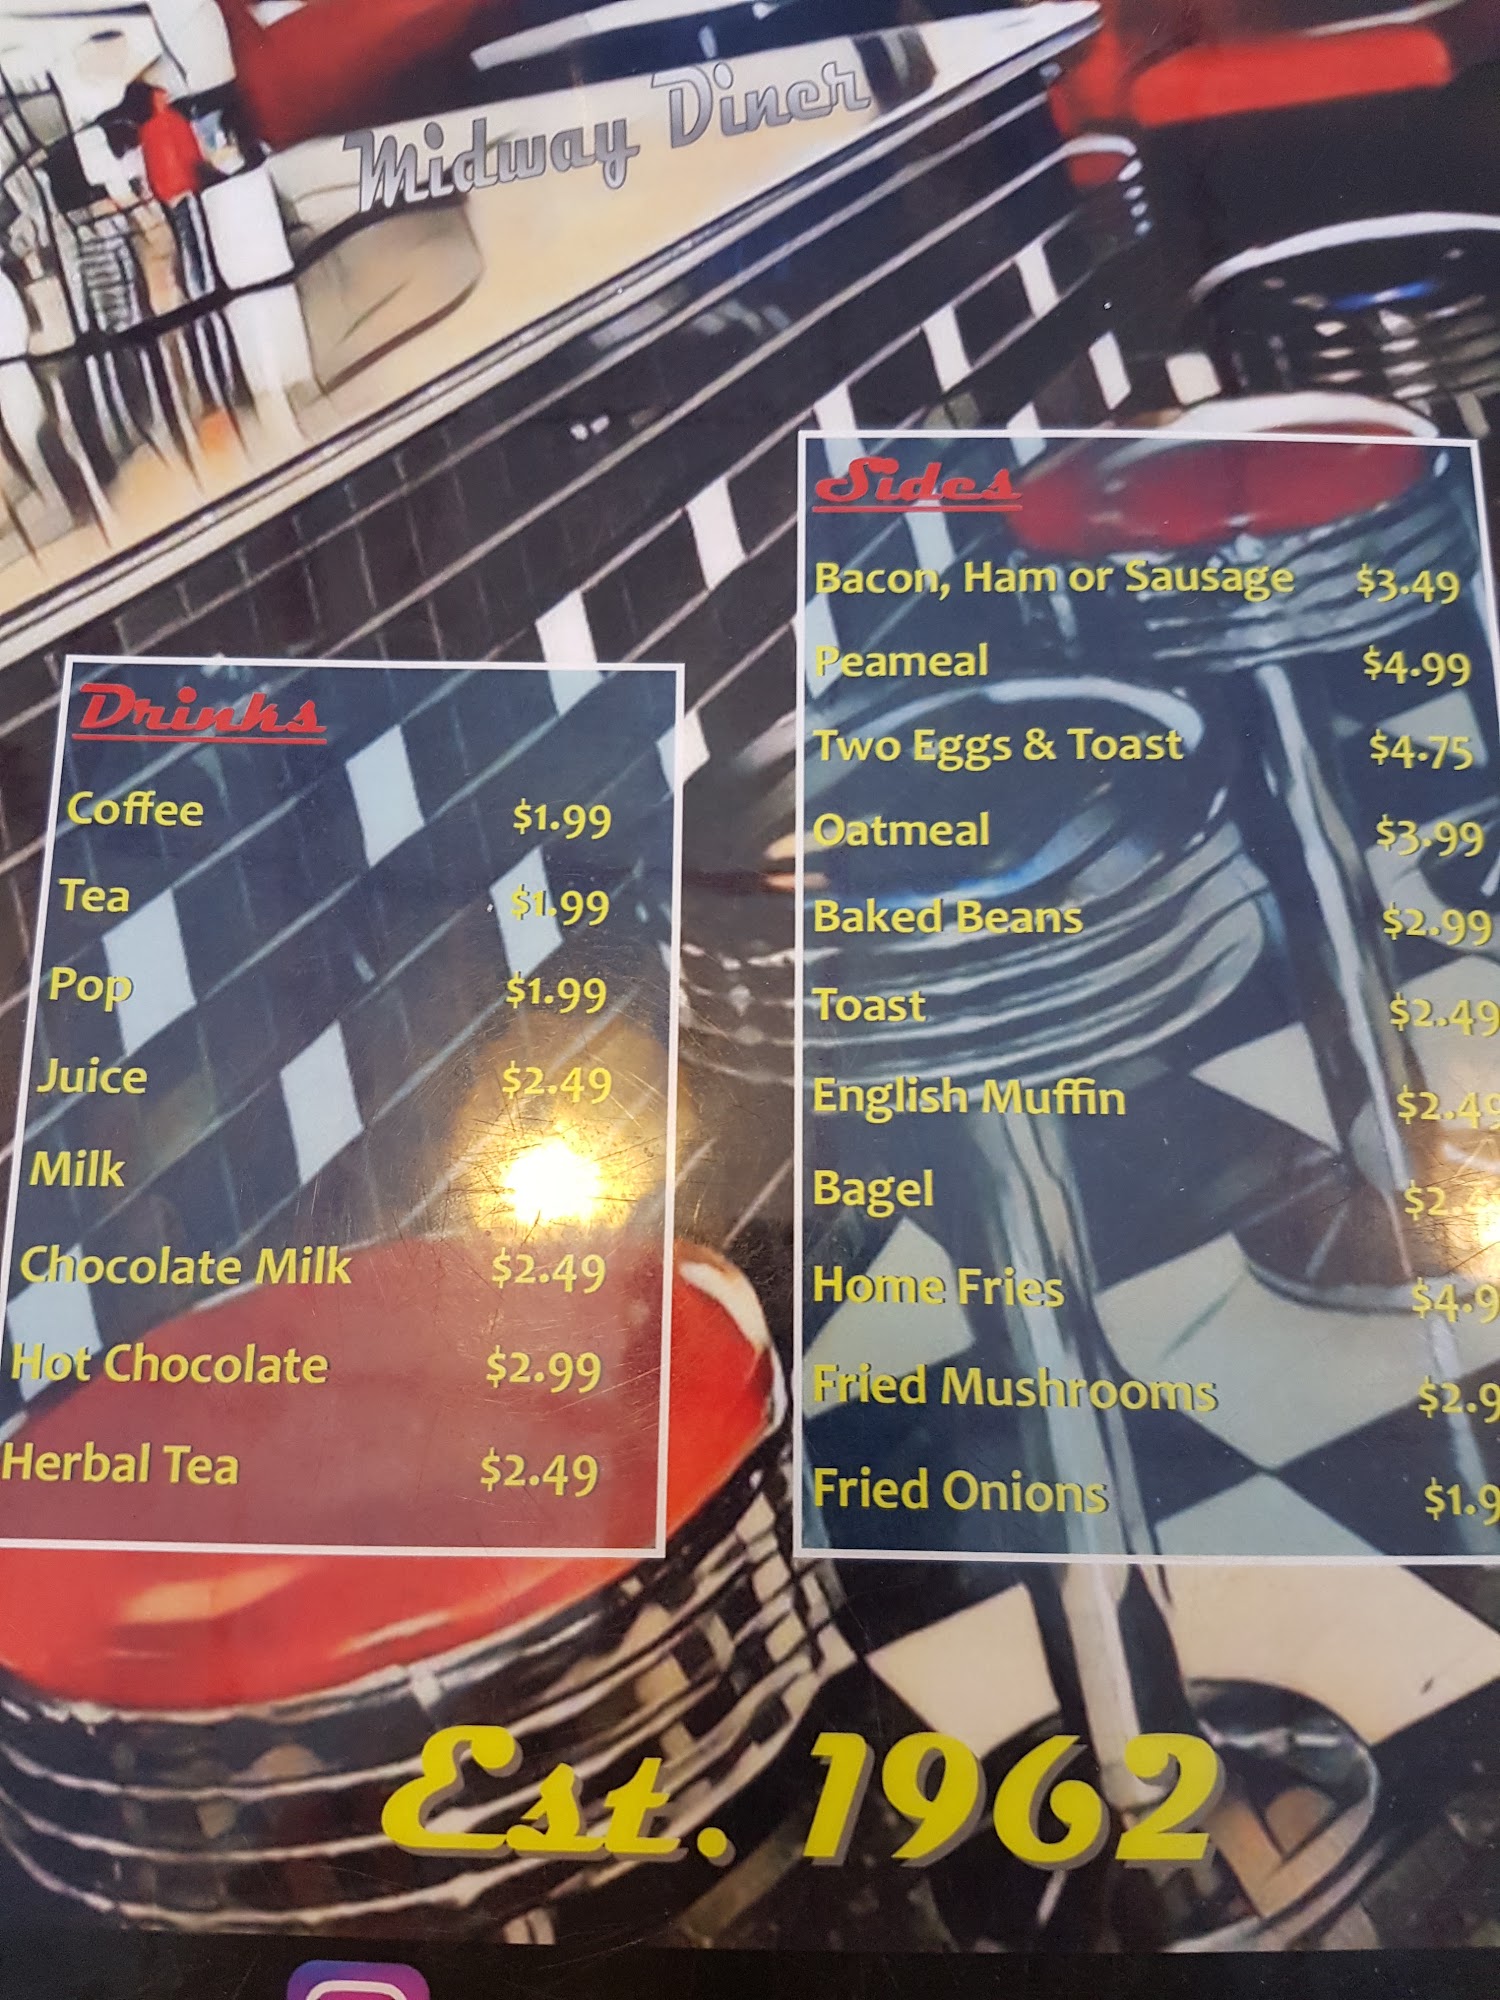 Midway Diner
Sides
Bacon, Ham or Sausage $3.49
Peameal $4.99
Two Eggs & Toast $4.75
Oatmeal $3.99
Baked Beans $2.99
Toast $2.49
English Muffin
Bagel
Home Fries
Fried Mushrooms
Fried Onions
Drinks
Coffee $1.99
Tea $1.99
Pop $1.99
Juice $2.49
Milk
Chocolate Milk $2.49
Hot Chocolate $2.99
Herbal Tea $2.49
Est. 1962